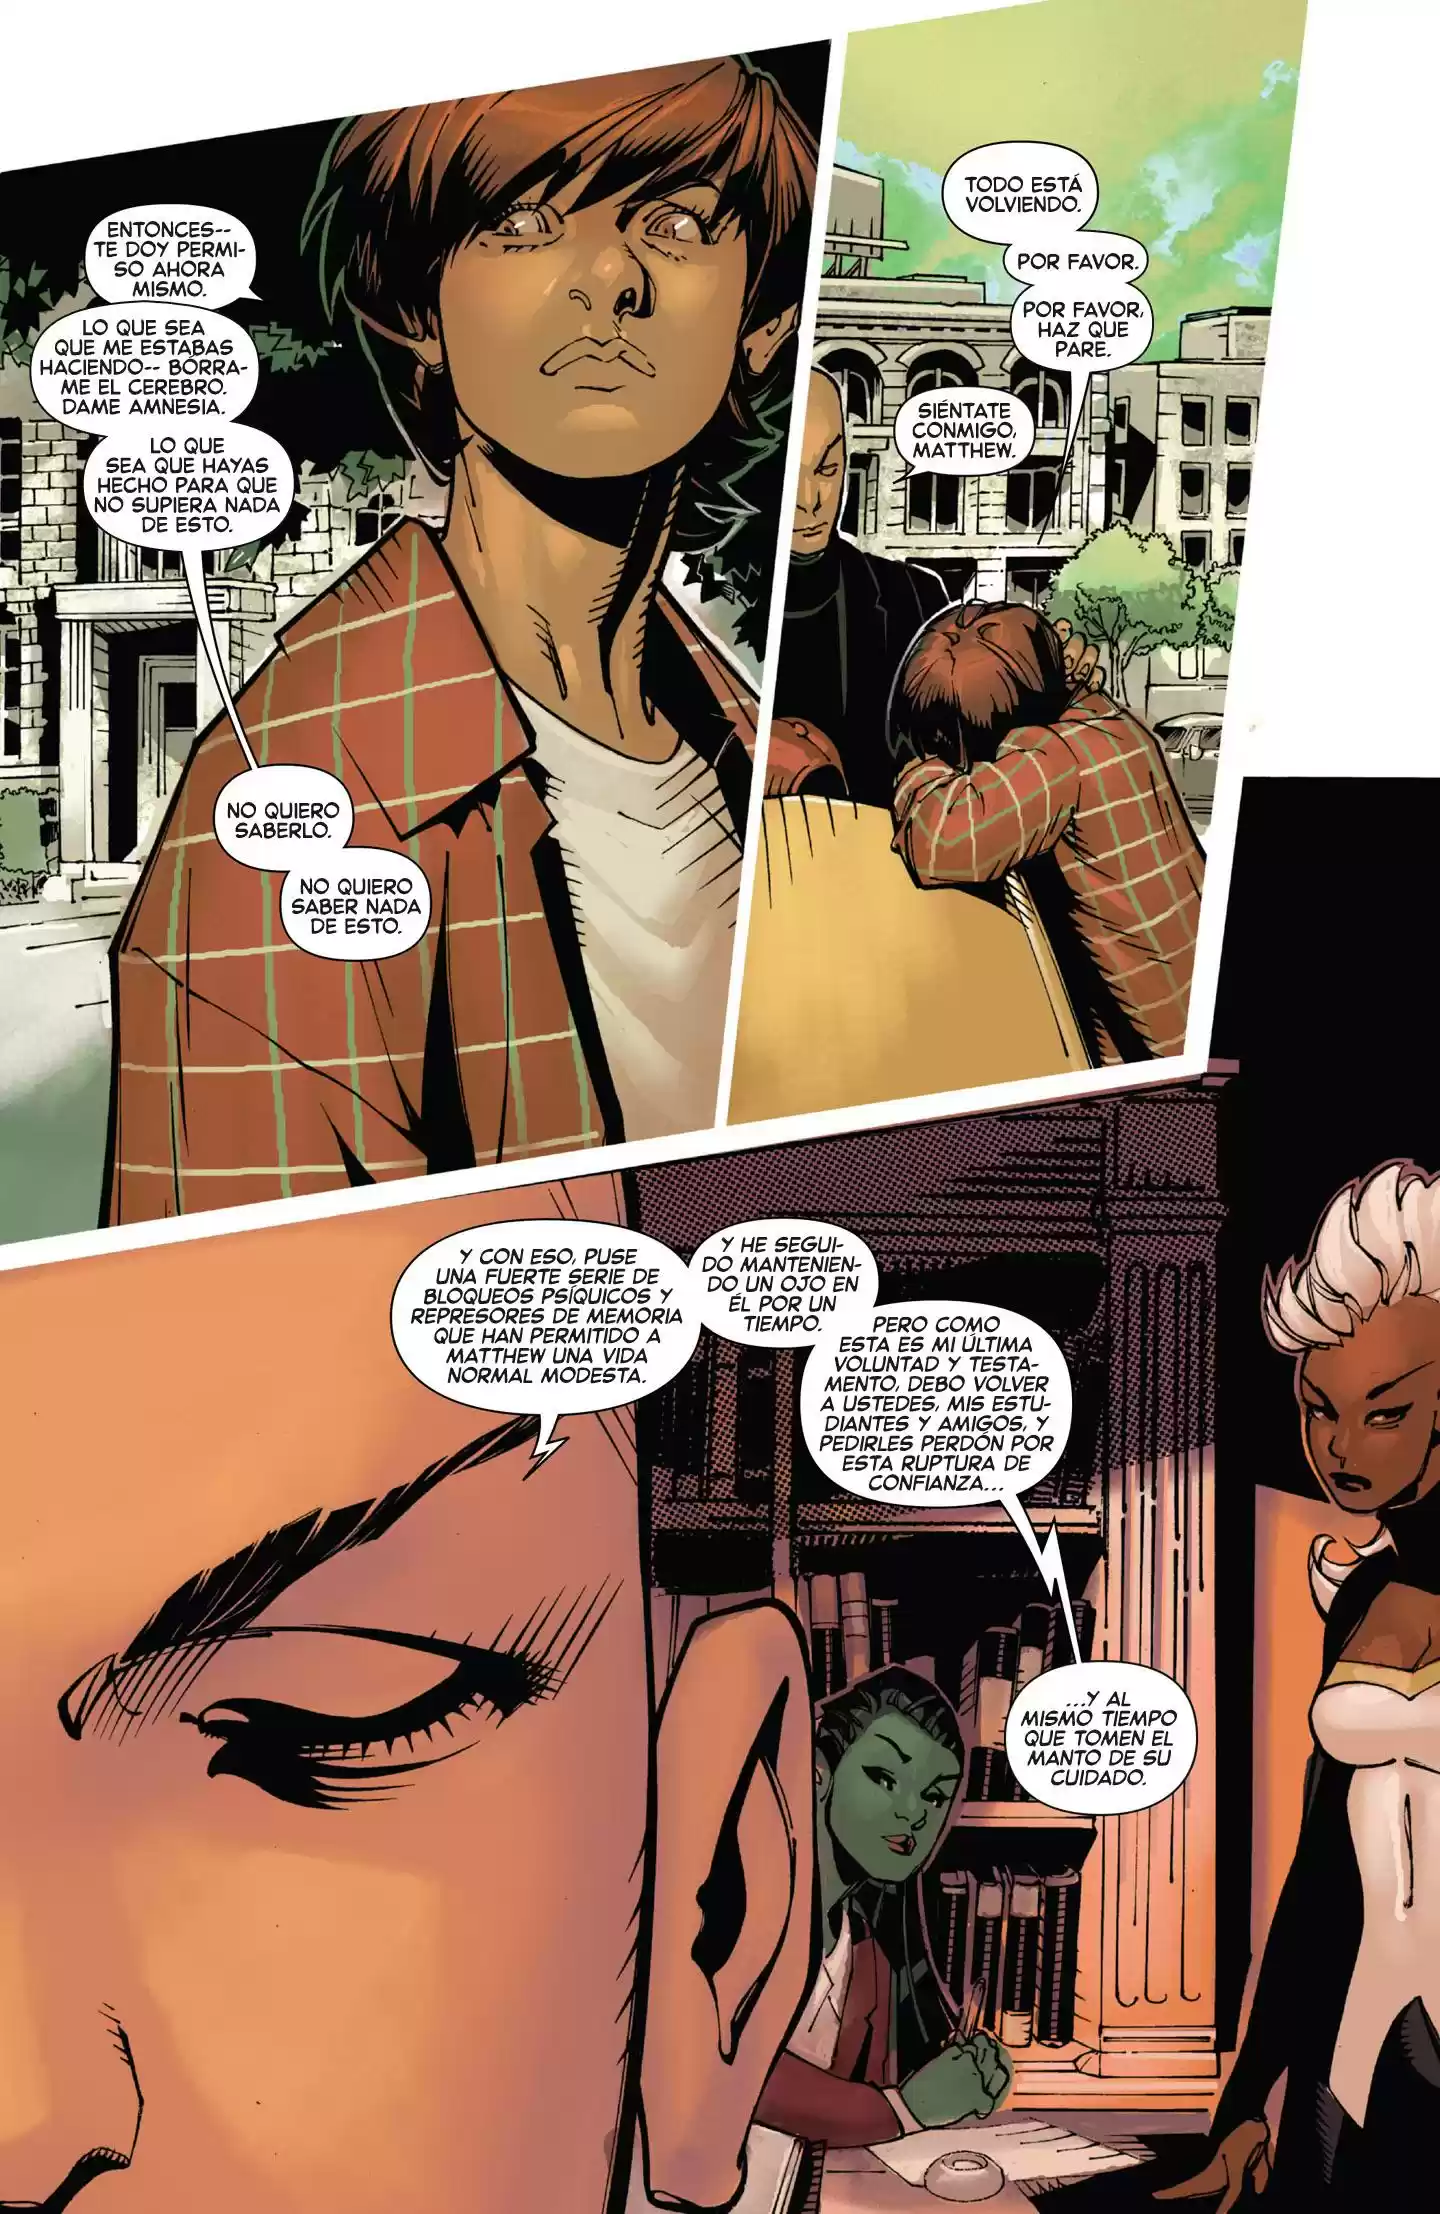 ENTONCES--
TE DOY PERMI-
SO AHORA
MISMO.
LO QUE SEA
QUE ME ESTABAS
HACIENDO-- BÓRRA-
ME EL CEREBRO.
DAME AMNESIA.
LO QUE
SEA QUE HAYAS
HECHO PARA QUE
NO SUPIERA NADA
DE ESTO.
NO QUIERO
SABERLO.
NO QUIERO
SABER NADA
DE ESTO.
TODO ESTÁ
VOLVIENDO.
POR FAVOR.
POR FAVOR,
HAZ QUE
PARE.
SIÉNTATE
CONMIGO,
MATTHEW.
Y CON ESO, PUSE
UNA FUERTE SERIE DE
BLOQUEOS PSÍQUICOS Y
REPRESORES DE MEMORIA
QUE HAN PERMITIDO A
MATTHEW UNA VIDA
NORMAL MODESTA.
Y HE SEGUI-
DO MANTENIEN-
DO UN OJO EN
ÉL POR UN
TIEMPO.
PERO COMO
ESTA ES MI ÚLTIMA
VOLUNTAD Y TESTA-
MENTO, DEBO VOLVER
A USTEDES, MIS ESTU-
DIANTES Y AMIGOS, Y
PEDIRLES PERDÓN POR
ESTA RUPTURA DE
CONFIANZA...
...Y AL
MISMO TIEMPO
QUE TOMEN EL
MANTO DE SU
CUIDADO.